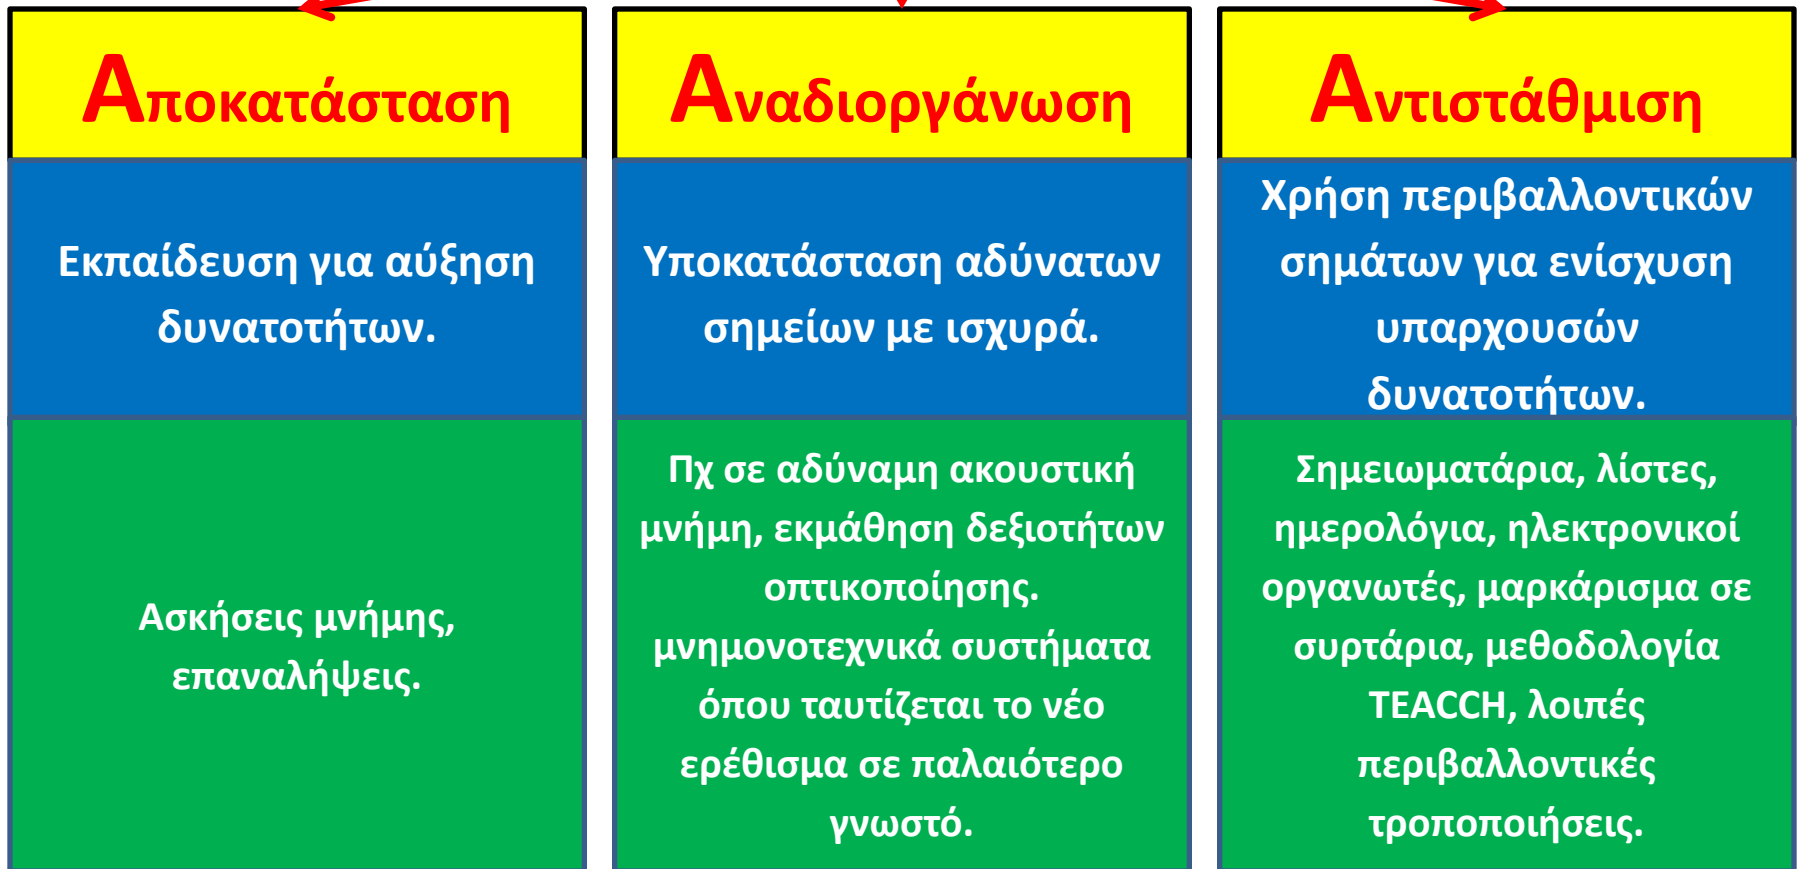 Αποκατάσταση
Εκπαίδευση για αύξηση
δυνατοτήτων.
Ασκήσεις μνήμης,
επαναλήψεις.
Αναδιοργάνωση
Υποκατάσταση αδύνατων
σημείων με ισχυρά.
Πχ σε αδύναμη ακουστική
μνήμη, εκμάθηση δεξιοτήτων
οπτικοποίησης.
μνημονοτεχνικά συστήματα
όπου ταυτίζεται το νέο
ερέθισμα σε παλαιότερο
γνωστό.
Αντιστάθμιση
Χρήση περιβαλλοντικών
σημάτων για ενίσχυση
υπαρχουσών
δυνατοτήτων.
Σημειωματάρια, λίστες,
ημερολόγια, ηλεκτρονικοί
οργανωτές, μαρκάρισμα σε
συρτάρια, μεθοδολογία
TEACCH, λοιπές
περιβαλλοντικές
τροποποιήσεις.